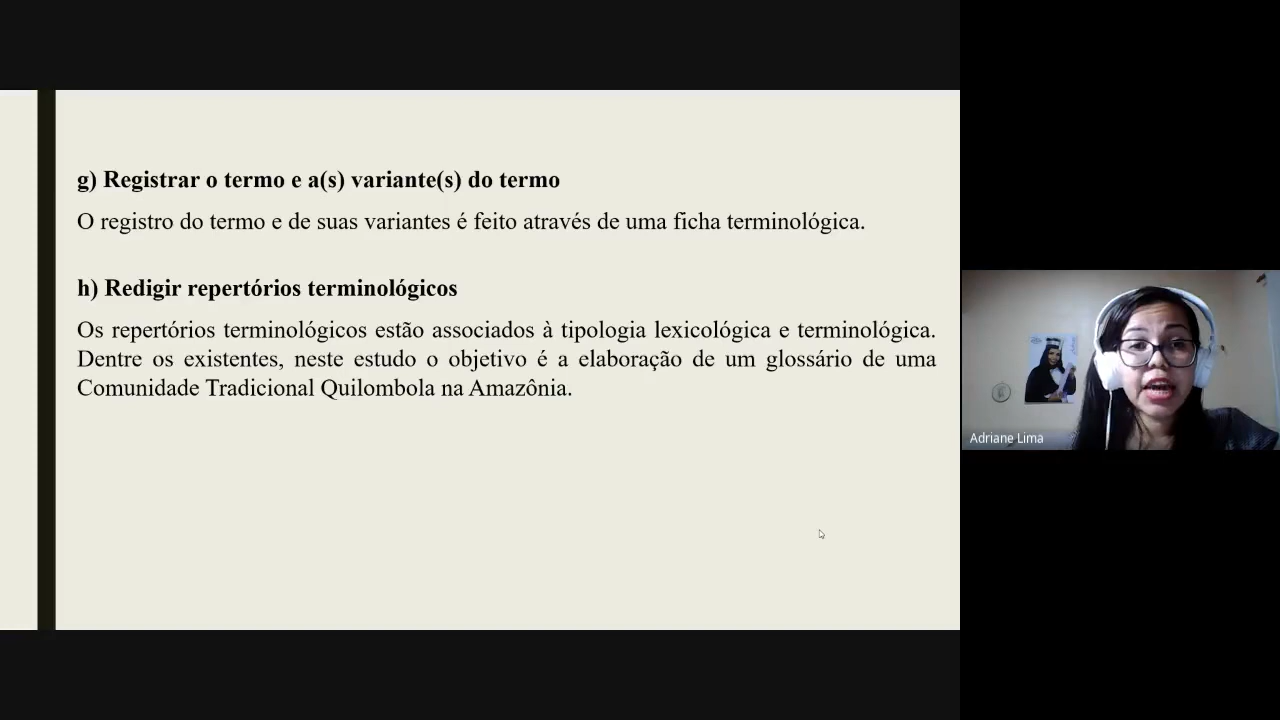 g) Registrar o termo e a(s) variante(s) do termo
O registro do termo e de suas variantes é feito através de uma ficha terminológica.
h) Redigir repertórios terminológicos
Os repertórios terminológicos estão associados à tipologia lexicológica e terminológica.
Dentre os existentes, neste estudo o objetivo é a elaboração de um glossário de uma
Comunidade Tradicional Quilombola na Amazônia.
Adriane Lima